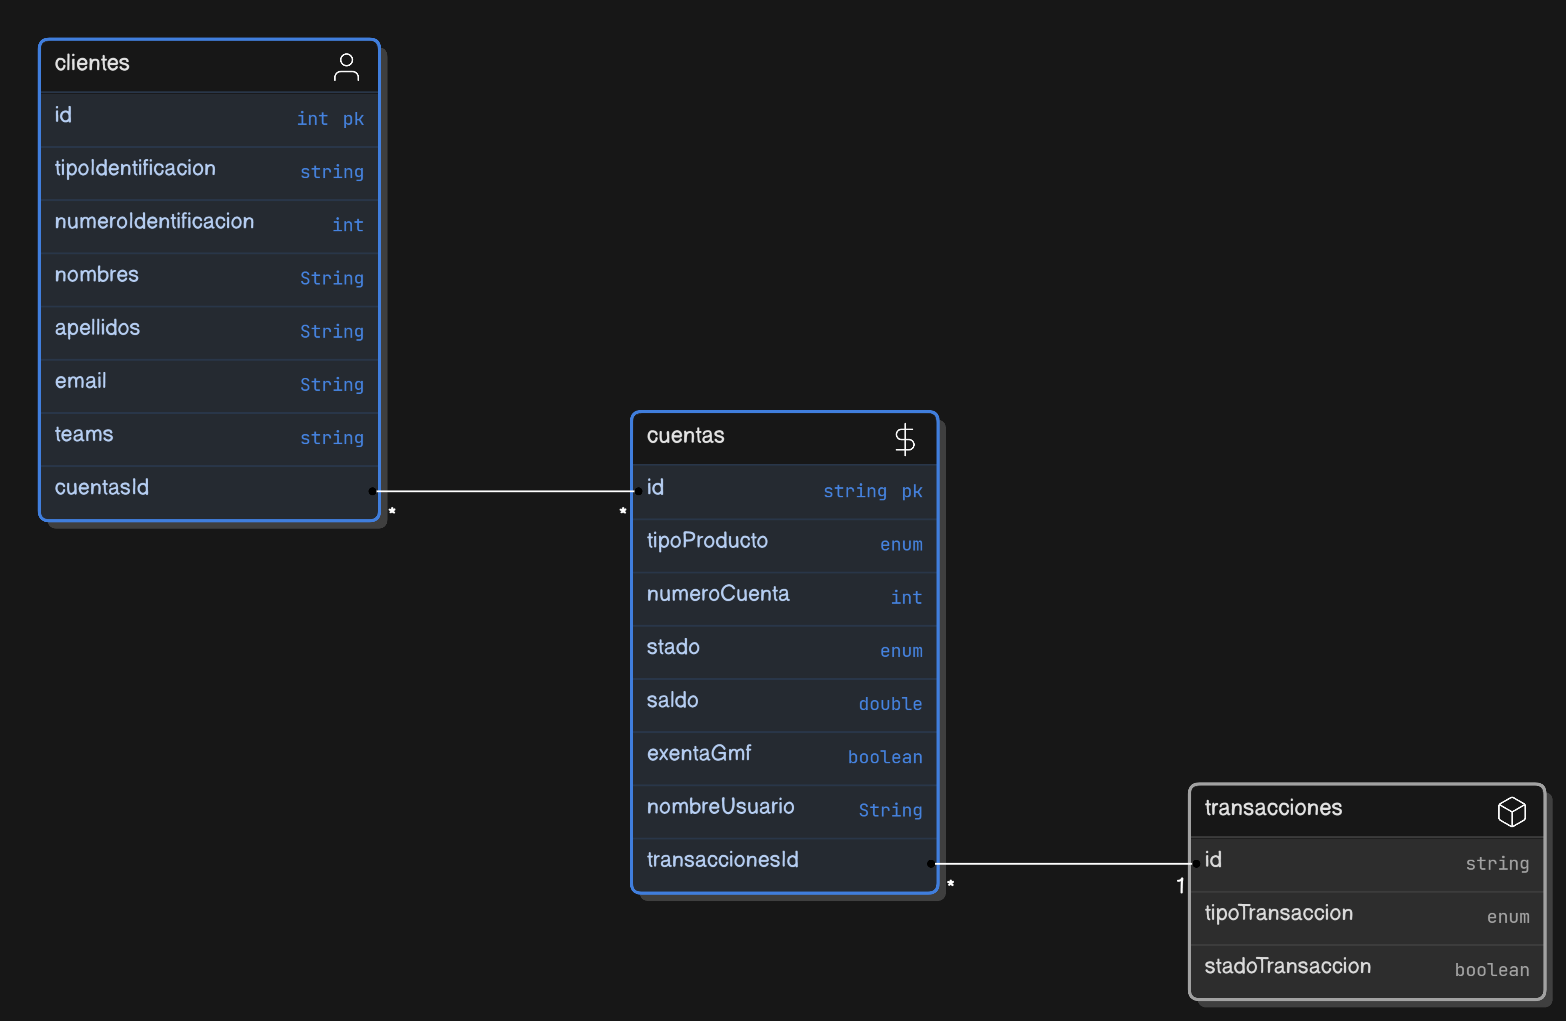 clientes
id int pk
tipoIdentificacion string
numeroIdentificacion int
nombres String
apellidos String
email String
teams string
cuentasId
* *
cuentas
id string pk
tipoProducto enum
numeroCuenta int
stado enum
saldo double
exentaGmf boolean
nombreUsuario String
transaccionesId
* 1
transacciones
id string
tipoTransaccion enum
stadoTransaccion boolean